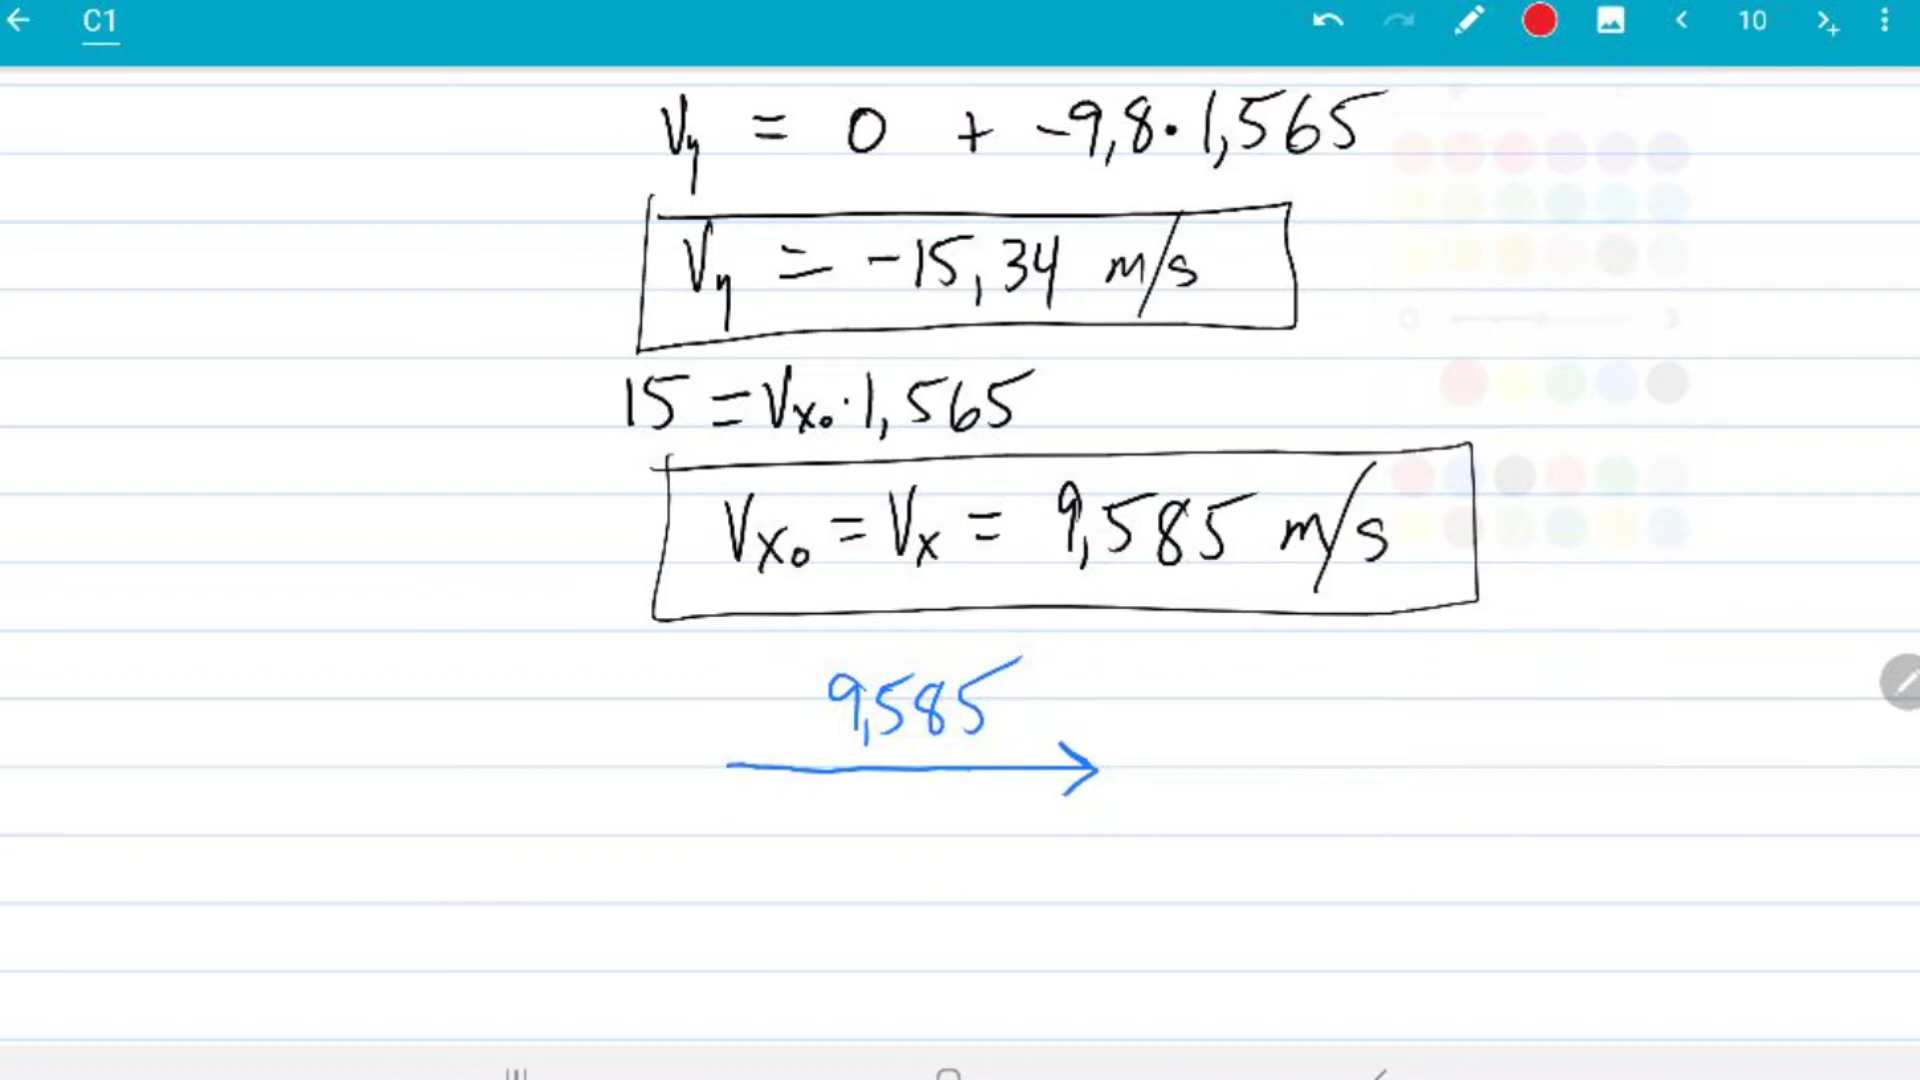 C1
10
Vy = 0 + -9,8·1,565
Vy = -15,34 m/s
15 = Vx₀·1,565
Vx₀ = Vx = 9,585 m/s
9,585